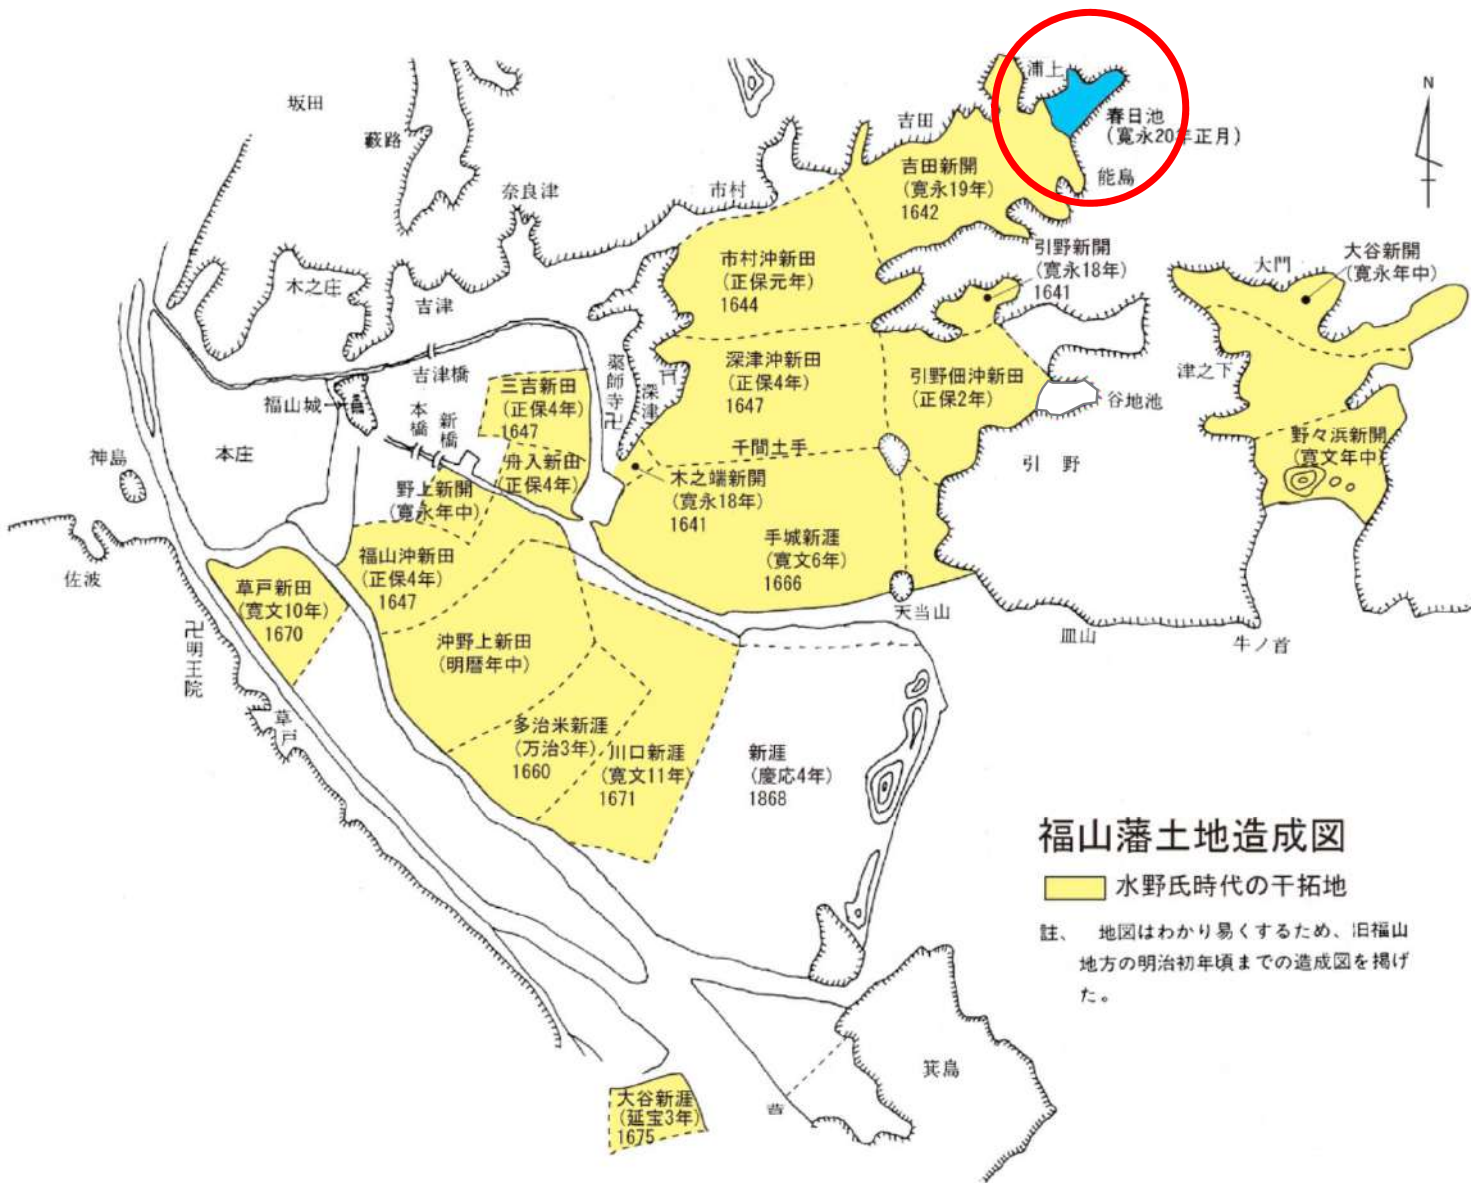 坂田
藪路
奈良津
市村
吉田
浦上
春日池
(寛永20年正月)
能島
N
吉田新開
(寛永19年)
1642
引野新開
(寛永18年)
1641
大門
大谷新開
(寛永年中)
市村沖新田
(正保元年)
1644
木之庄
吉津
吉津橋
薬師寺卍
深津
深津沖新田
(正保4年)
1647
引野佃沖新田
(正保2年)
津之下
谷地池
三吉新田
(正保4年)
1647
福山城
本橋
新橋
本庄
神島
舟入新田
(正保4年)
千間土手
野々浜新開
(寛文年中)
引野
野上新開
(寛永年中)
木之端新開
(寛永18年)
1641
手城新涯
(寛文6年)
1666
佐波
草戸新田
(寛文10年)
1670
福山沖新田
(正保4年)
1647
天当山
皿山
牛ノ首
卍明王院
草戸
沖野上新田
(明暦年中)
多治米新涯
(万治3年)
1660
川口新涯
(寛文11年)
1671
新涯
(慶応4年)
1868
福山藩土地造成図
水野氏時代の干拓地
註、 地図はわかり易くするため、旧福山
地方の明治初年頃までの造成図を掲げ
た。
箕島
大谷新涯
(延宝3年)
1675